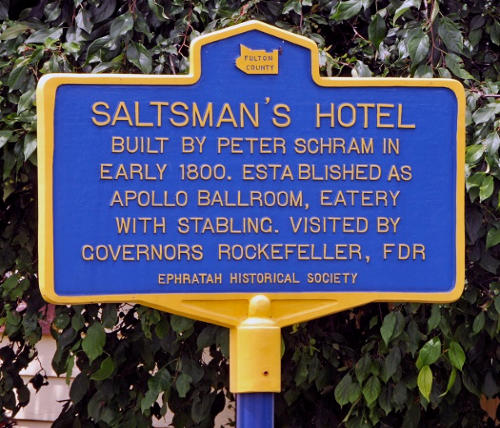 FULTON
COUNTY
SALTSMAN'S HOTEL
BUILT BY PETER SCHRAM IN
EARLY 1800. ESTABLISHED AS
APOLLO BALLROOM, EATERY
WITH STABLING. VISITED BY
GOVERNORS ROCKEFELLER, FDR
EPHRATAH HISTORICAL SOCIETY